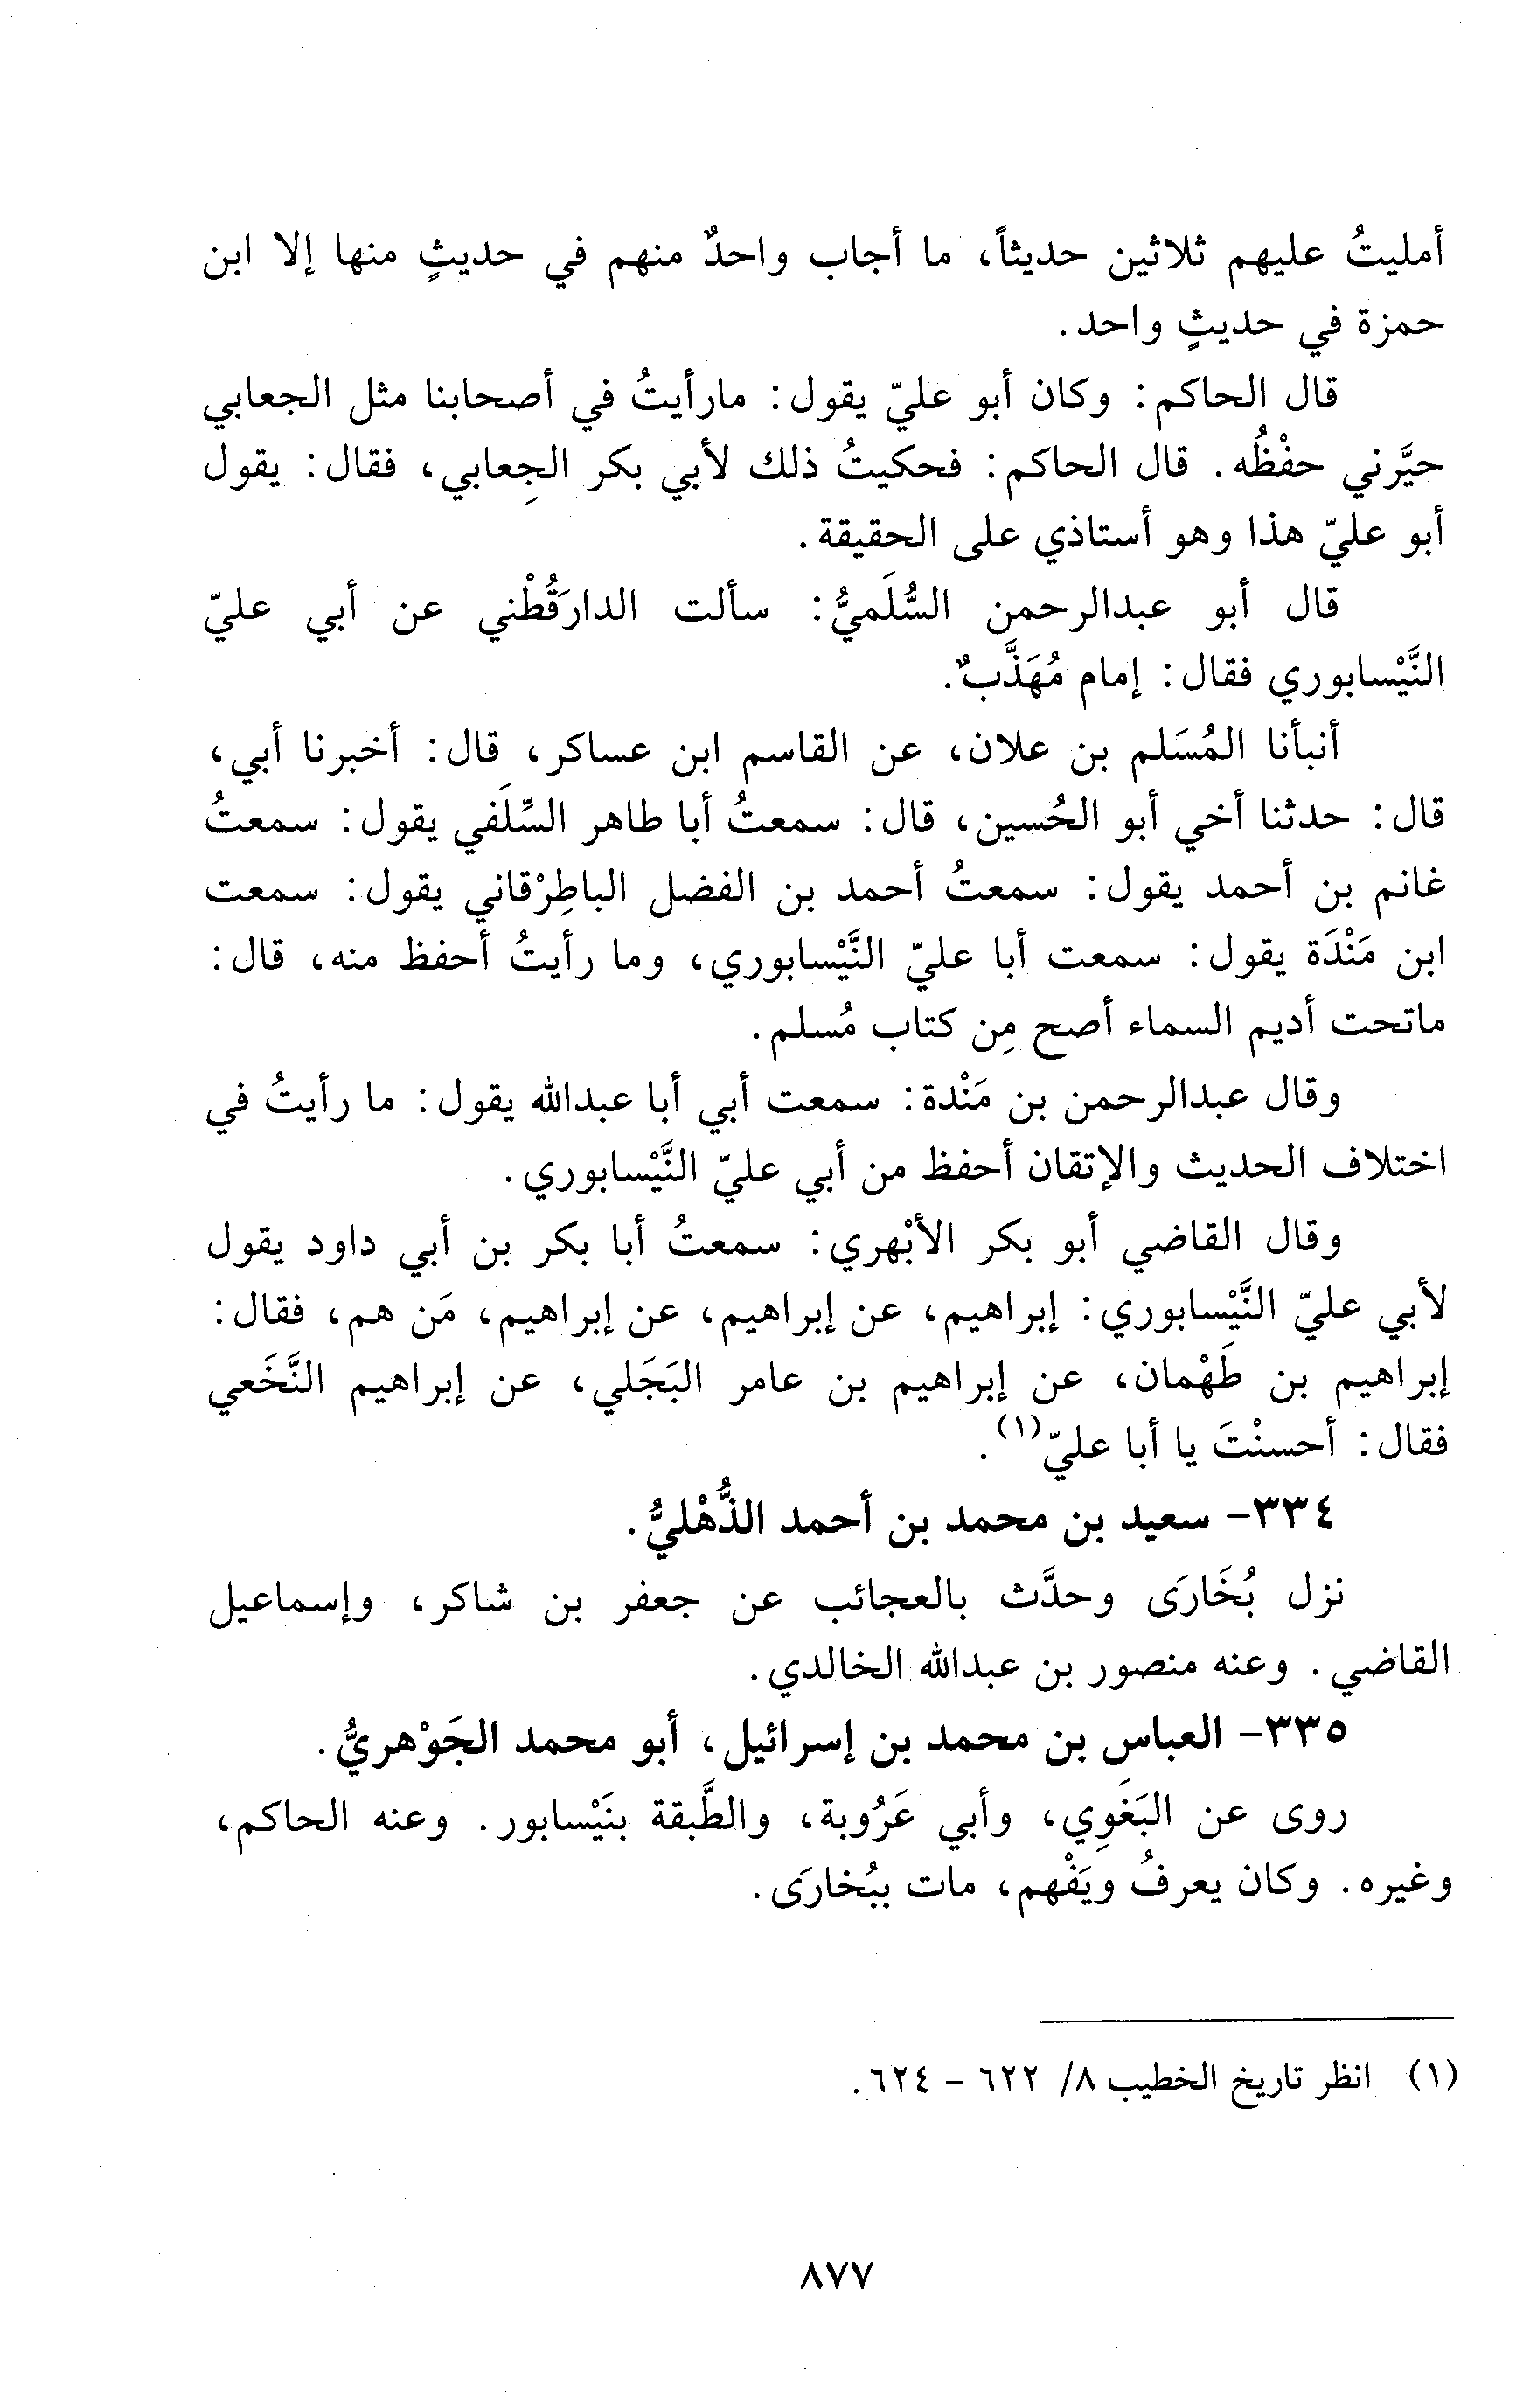 أمليتُ عليهم ثلاثين حديثاً، ما أجاب واحدٌ منهم في حديثٍ منها إلا ابن
حمزة في حديثٍ واحد.
قال الحاكم: وكان أبو عليّ يقول: مارأيتُ في أصحابنا مثل الجعابي
حيَّرني حفْظُه. قال الحاكم: فحكيتُ ذلك لأبي بكر الجِعابي، فقال: يقول
أبو عليّ هذا وهو أستاذي على الحقيقة.
قال أبو عبدالرحمن السُّلَميُّ: سألت الدارَقُطْني عن أبي عليّ
النَّيْسابوري فقال: إمام مُهَذَّبٌ.
أنبأنا المُسَلم بن علان، عن القاسم ابن عساكر، قال: أخبرنا أبي،
قال: حدثنا أخي أبو الحُسين، قال: سمعتُ أبا طاهر السِّلَفي يقول: سمعتُ
غانم بن أحمد يقول: سمعتُ أحمد بن الفضل الباطِرْقاني يقول: سمعت
ابن مَنْدَة يقول: سمعت أبا عليّ النَّيْسابوري، وما رأيتُ أحفظ منه، قال:
ماتحت أديم السماء أصح مِن كتاب مُسلم.
وقال عبدالرحمن بن مَنْدة: سمعت أبي أبا عبدالله يقول: ما رأيتُ في
اختلاف الحديث والإتقان أحفظ من أبي عليّ النَّيْسابوري.
وقال القاضي أبو بكر الأبْهري: سمعتُ أبا بكر بن أبي داود يقول
لأبي عليّ النَّيْسابوري: إبراهيم، عن إبراهيم، عن إبراهيم، مَن هم، فقال:
إبراهيم بن طَهْمان، عن إبراهيم بن عامر البَجَلي، عن إبراهيم النَّخَعي
فقال: أحسنْتَ يا أبا عليّ(١).
٣٣٤- سعيد بن محمد بن أحمد الذُّهْليُّ.
نزل بُخَارَى وحدَّث بالعجائب عن جعفر بن شاكر، وإسماعيل
القاضي. وعنه منصور بن عبدالله الخالدي.
٣٣٥- العباس بن محمد بن إسرائيل، أبو محمد الجَوْهريُّ.
روى عن البَغَوِي، وأبي عَرُوبة، والطَّبقة بنَيْسابور. وعنه الحاكم،
وغيره. وكان يعرفُ ويَفْهم، مات ببُخارَى.
(١) انظر تاريخ الخطيب ٨/ ٦٢٢ - ٦٢٤.
٨٧٧